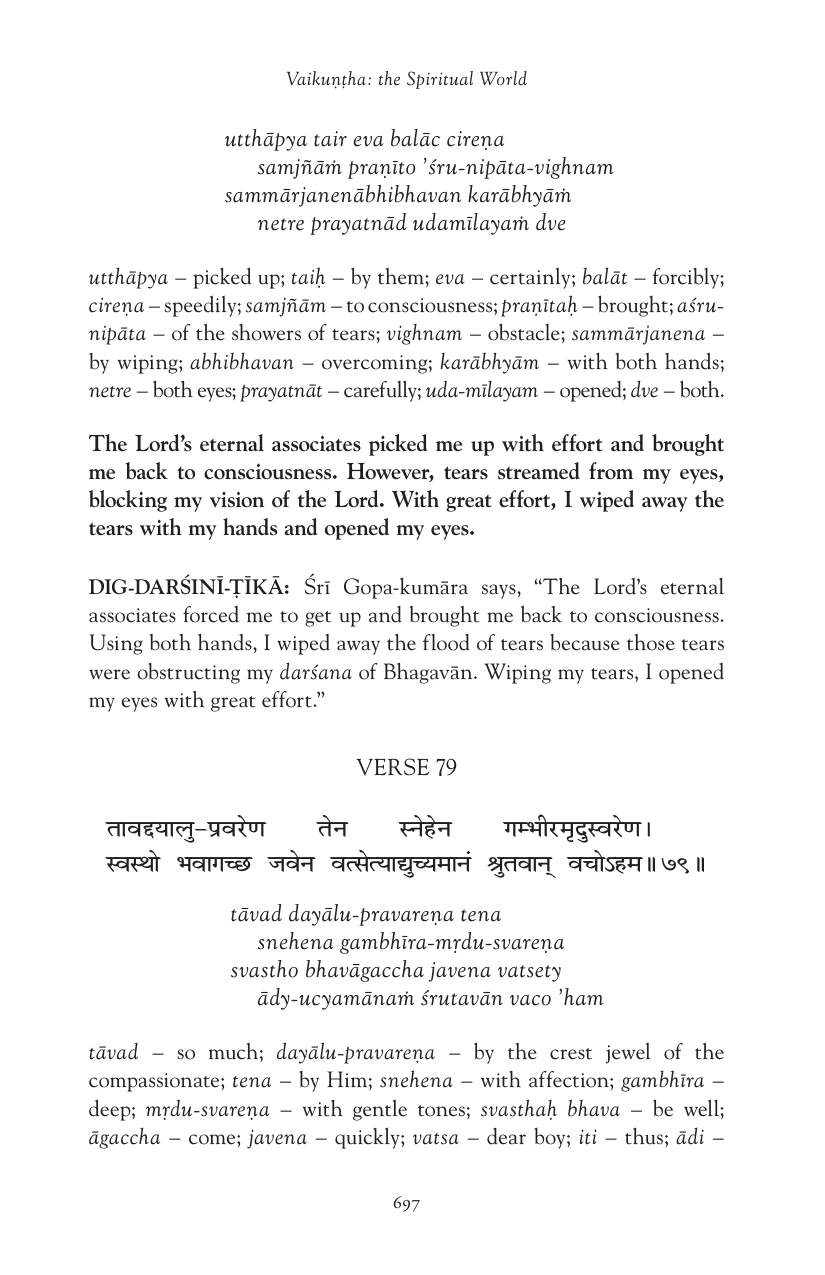 Vaikuṇṭha: the Spiritual World
utthāpya tair eva balāc cireṇa
samjñāṁ praṇīto ’śru-nipāta-vighnam
sammārjanenābhibhavan karābhyāṁ
netre prayatnād udamīlayaṁ dve
utthāpya – picked up; taiḥ – by them; eva – certainly; balāt – forcibly;
cireṇa – speedily; samjñām – to consciousness; praṇītaḥ – brought; aśru-
nipāta – of the showers of tears; vighnam – obstacle; sammārjanena –
by wiping; abhibhavan – overcoming; karābhyām – with both hands;
netre – both eyes; prayatnāt – carefully; uda-mīlayam – opened; dve – both.
The Lord’s eternal associates picked me up with effort and brought
me back to consciousness. However, tears streamed from my eyes,
blocking my vision of the Lord. With great effort, I wiped away the
tears with my hands and opened my eyes.
DIG-DARŚINĪ-ṬĪKĀ: Śrī Gopa-kumāra says, “The Lord’s eternal
associates forced me to get up and brought me back to consciousness.
Using both hands, I wiped away the flood of tears because those tears
were obstructing my darśana of Bhagavān. Wiping my tears, I opened
my eyes with great effort.”
VERSE 79
तावद्दयालु-प्रवरेण तेन स्नेहेन गम्भीरमृदुस्वरेण।
स्वस्थो भवागच्छ जवेन वत्सेत्याद्युच्यमानं श्रुतवान् वचोऽहम॥७९॥
tāvad dayālu-pravareṇa tena
snehena gambhīra-mṛdu-svareṇa
svastho bhavāgaccha javena vatsety
ādy-ucyamānaṁ śrutavān vaco ’ham
tāvad – so much; dayālu-pravareṇa – by the crest jewel of the
compassionate; tena – by Him; snehena – with affection; gambhīra –
deep; mṛdu-svareṇa – with gentle tones; svasthaḥ bhava – be well;
āgaccha – come; javena – quickly; vatsa – dear boy; iti – thus; ādi –
697